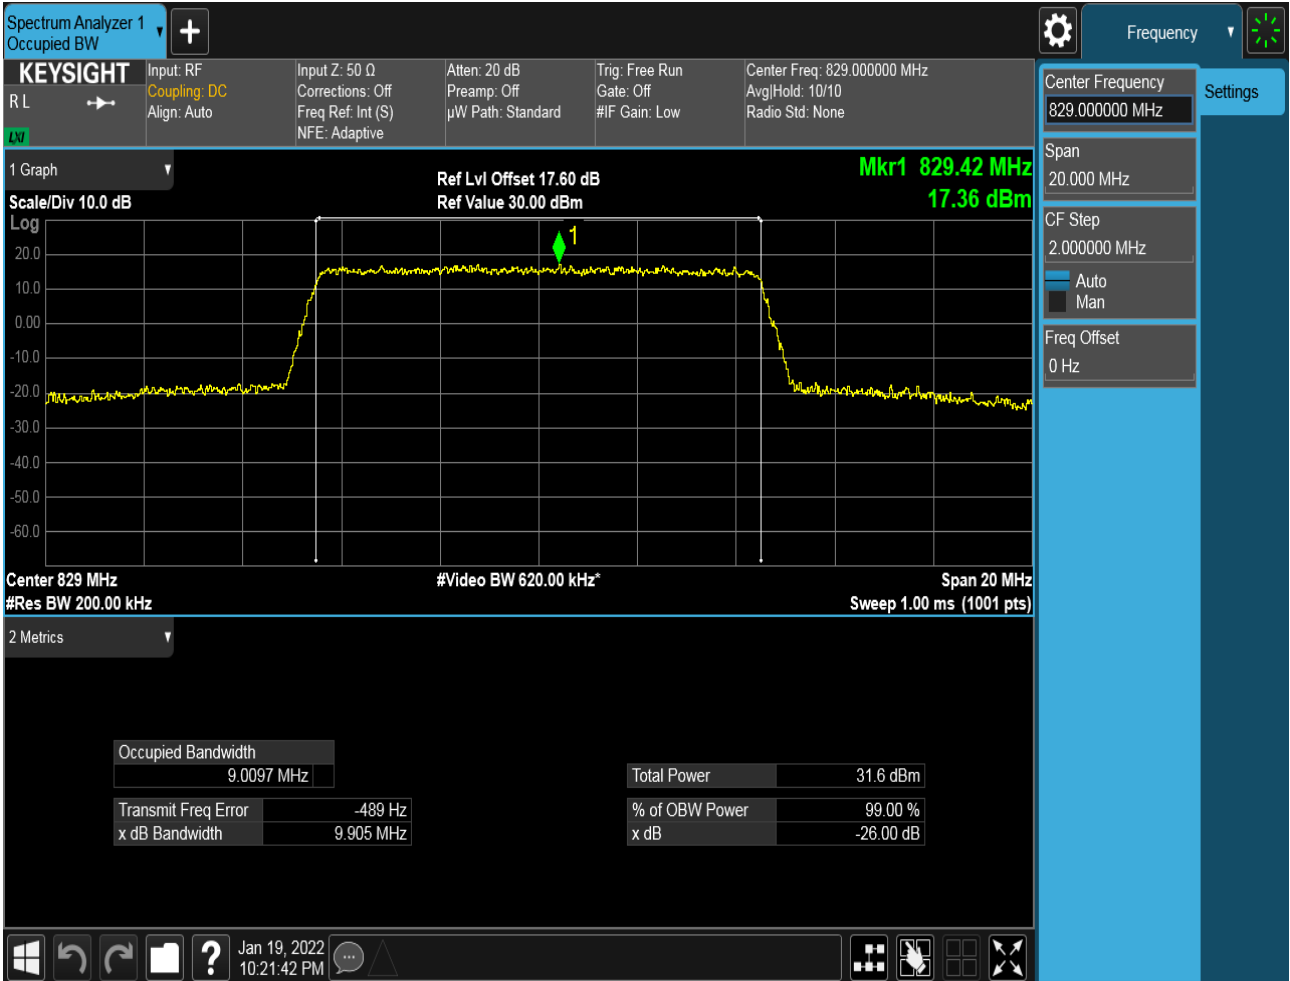 Spectrum Analyzer 1
Occupied BW
Frequency
KEYSIGHT
R L
LXI
Input: RF
Coupling: DC
Align: Auto
Input Z: 50 Ω
Corrections: Off
Freq Ref: Int (S)
NFE: Adaptive
Atten: 20 dB
Preamp: Off
µW Path: Standard
Trig: Free Run
Gate: Off
#IF Gain: Low
Center Freq: 829.000000 MHz
Avg|Hold: 10/10
Radio Std: None
Center Frequency
829.000000 MHz
Settings
Span
20.000 MHz
CF Step
2.000000 MHz
Auto
Man
Freq Offset
0 Hz
1 Graph
Scale/Div 10.0 dB
Log
Ref Lvl Offset 17.60 dB
Ref Value 30.00 dBm
Mkr1 829.42 MHz
17.36 dBm
1
20.0
10.0
0.00
-10.0
-20.0
-30.0
-40.0
-50.0
-60.0
Center 829 MHz
#Res BW 200.00 kHz
#Video BW 620.00 kHz*
Span 20 MHz
Sweep 1.00 ms (1001 pts)
2 Metrics
Occupied Bandwidth
9.0097 MHz
Transmit Freq Error -489 Hz
x dB Bandwidth 9.905 MHz
Total Power 31.6 dBm
% of OBW Power 99.00 %
x dB -26.00 dB
?
Jan 19, 2022
10:21:42 PM